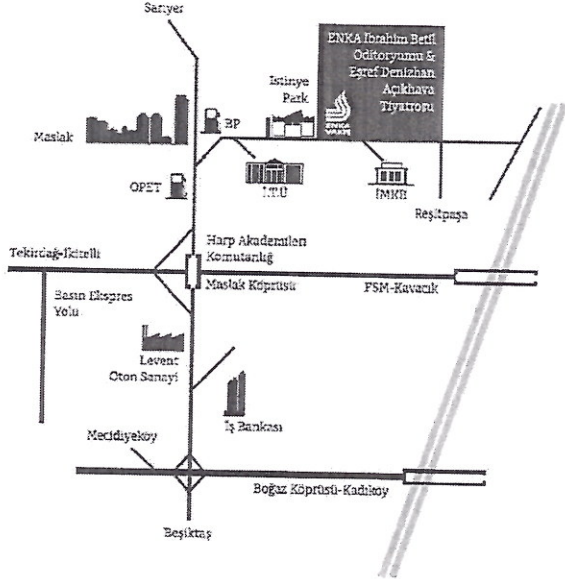 Sarıyer
ENKA İbrahim Betil
Oditoryumu &
Eşref Denizhan
Açıkhava
Tiyatrosu
ENKA
VAKFI
İstinye
Park
BP
Maslak
OPET
İ.T.Ü
İMKB
Reşitpaşa
Harp Akademileri
Komutanlığı
Tekirdağ-İkitelli
Maslak Köprüsü
FSM-Kavacık
Basın Ekspres
Yolu
Levent
Oton Sanayi
İş Bankası
Mecidiyeköy
Boğaz Köprüsü-Kadıköy
Beşiktaş